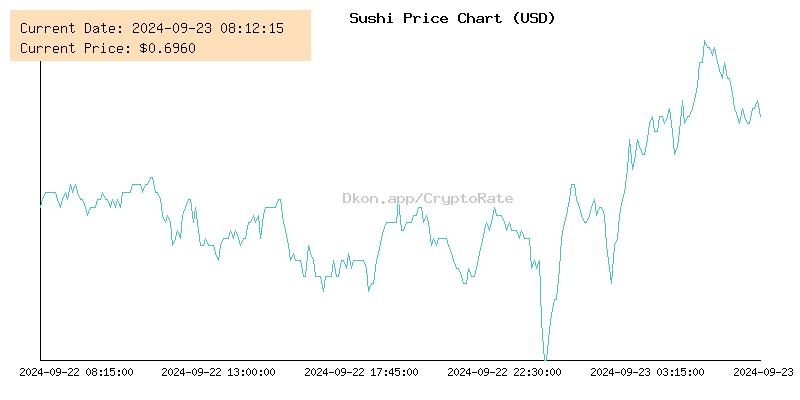 Sushi Price Chart (USD)
Current Date: 2024-09-23 08:12:15
Current Price: $0.6960
Dkon.app/CryptoRate
2024-09-22 08:15:00 2024-09-22 13:00:00 2024-09-22 17:45:00 2024-09-22 22:30:00 2024-09-23 03:15:00 2024-09-23